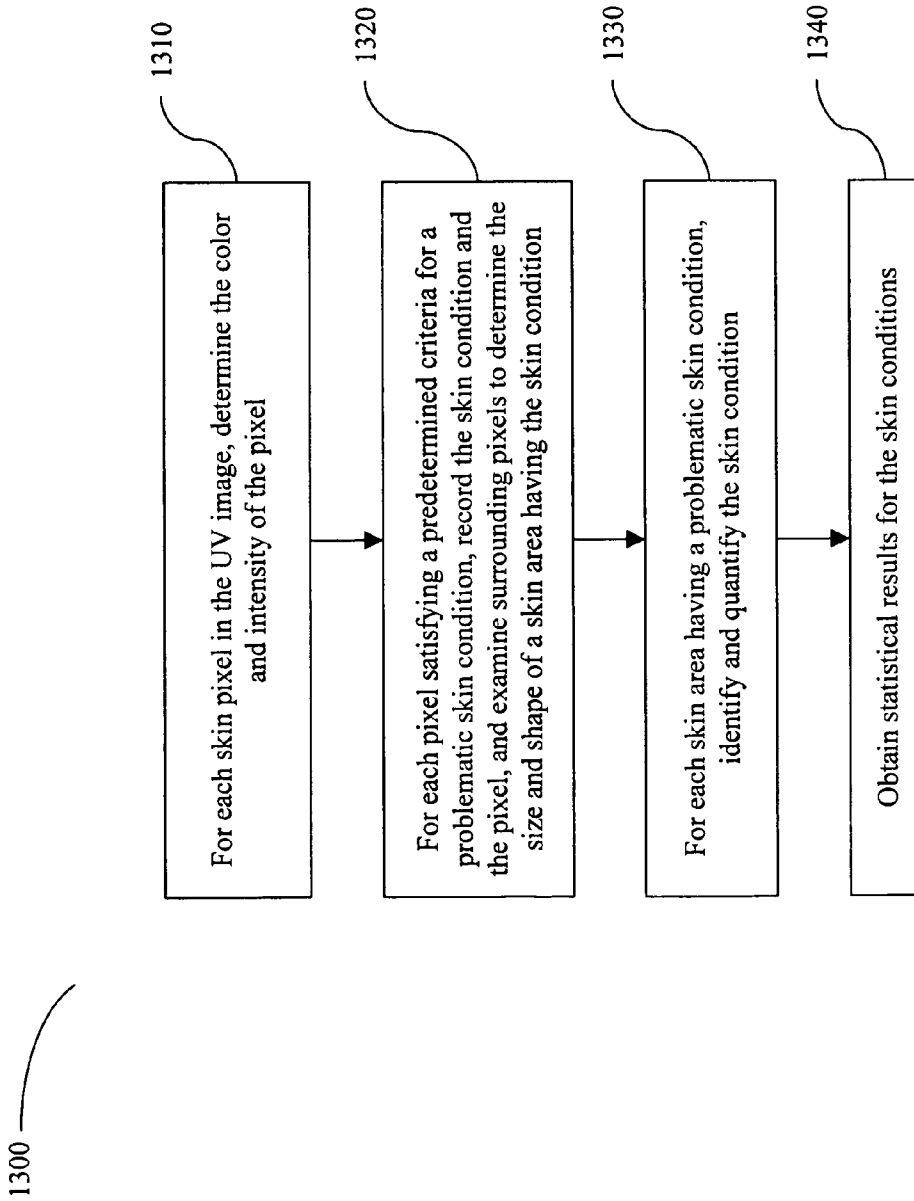 1300
1310
For each skin pixel in the UV image, determine the color
and intensity of the pixel
1320
For each pixel satisfying a predetermined criteria for a
problematic skin condition, record the skin condition and
the pixel, and examine surrounding pixels to determine the
size and shape of a skin area having the skin condition
1330
For each skin area having a problematic skin condition,
identify and quantify the skin condition
1340
Obtain statistical results for the skin conditions